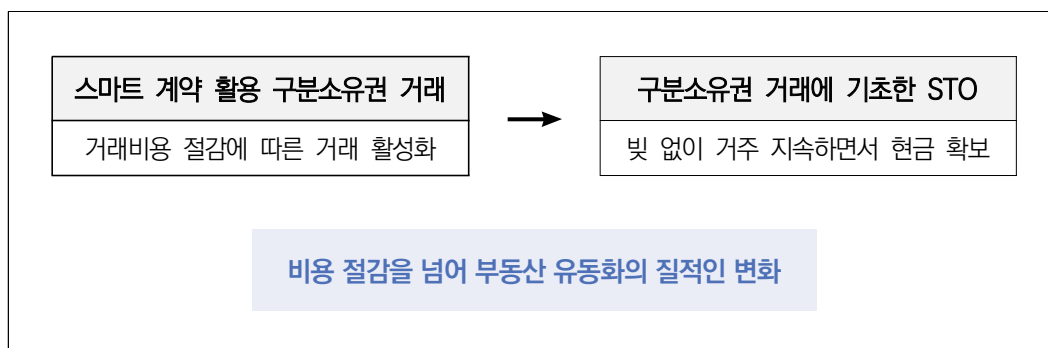 스마트 계약 활용 구분소유권 거래
거래비용 절감에 따른 거래 활성화
구분소유권 거래에 기초한 STO
빚 없이 거주 지속하면서 현금 확보
비용 절감을 넘어 부동산 유동화의 질적인 변화